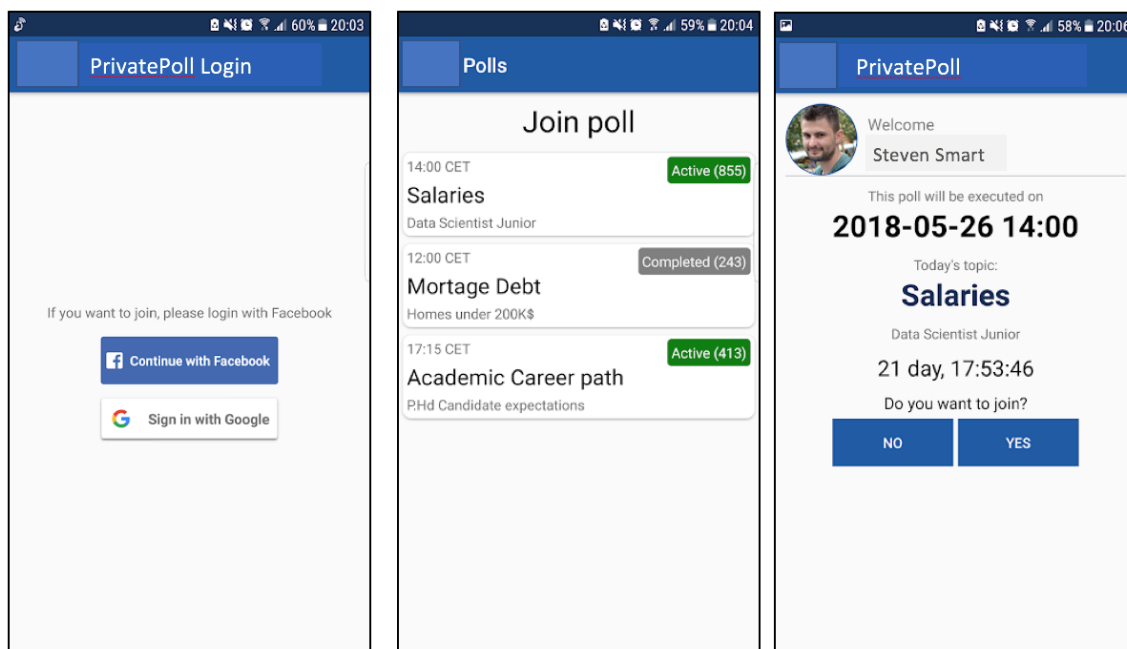 60% 20:03
PrivatePoll Login
If you want to join, please login with Facebook
Continue with Facebook
Sign in with Google
59% 20:04
Polls
Join poll
14:00 CET
Active (855)
Salaries
Data Scientist Junior
12:00 CET
Completed (243)
Mortage Debt
Homes under 200K$
17:15 CET
Active (413)
Academic Career path
P.Hd Candidate expectations
58% 20:06
PrivatePoll
Welcome
Steven Smart
This poll will be executed on
2018-05-26 14:00
Today's topic:
Salaries
Data Scientist Junior
21 day, 17:53:46
Do you want to join?
NO YES